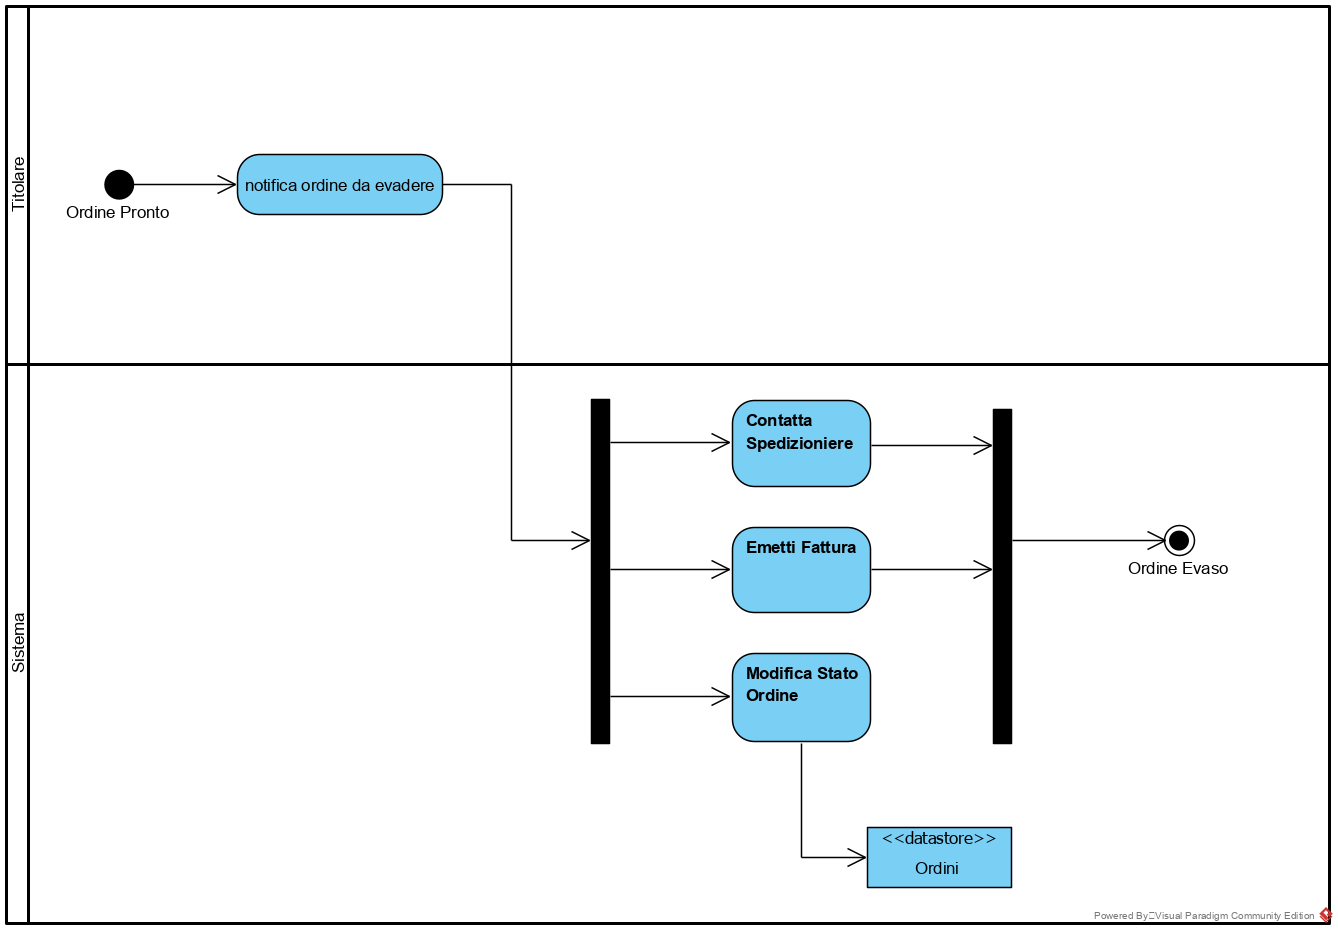 Titolare
Ordine Pronto
notifica ordine da evadere
Sistema
Contatta
Spedizioniere
Emetti Fattura
Modifica Stato
Ordine
Ordine Evaso
<<datastore>>
Ordini
Powered By Visual Paradigm Community Edition